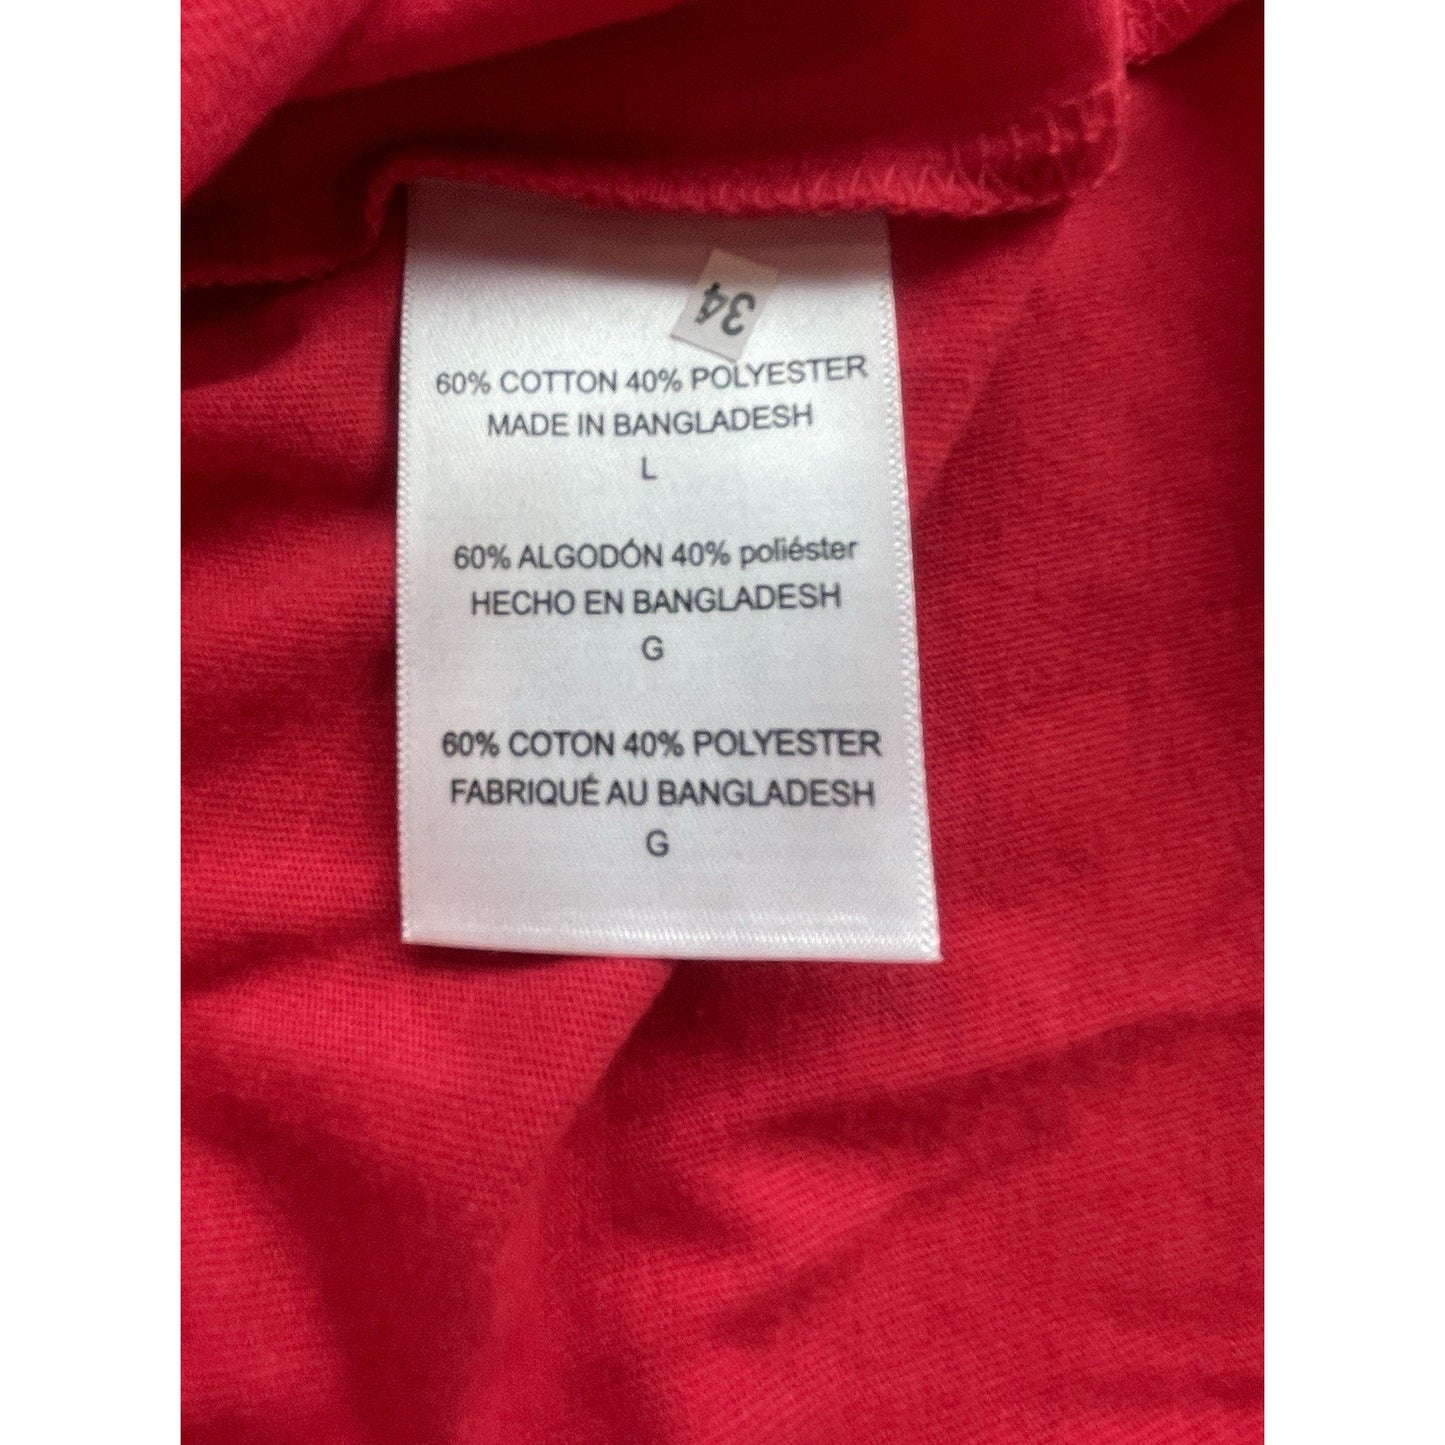 34
60% COTTON 40% POLYESTER
MADE IN BANGLADESH
L
60% ALGODÓN 40% poliéster
HECHO EN BANGLADESH
G
60% COTON 40% POLYESTER
FABRIQUÉ AU BANGLADESH
G